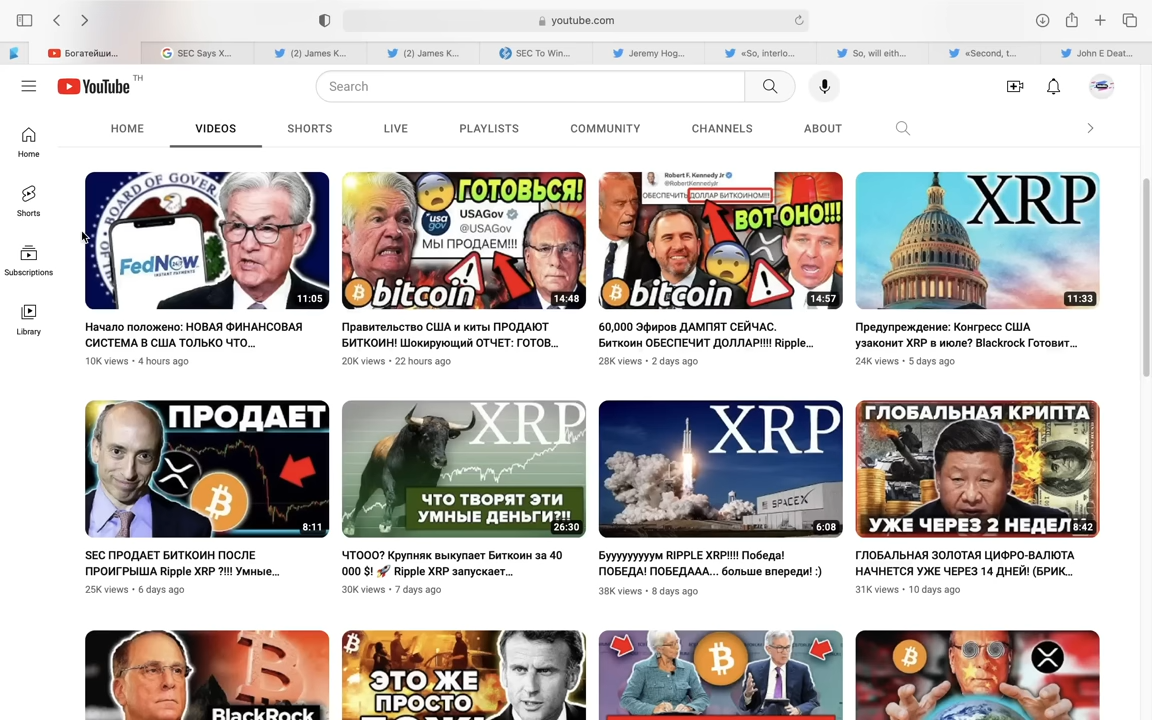 youtube.com
Богатейши...
SEC Says X...
(2) James K...
(2) James K...
SEC To Win...
Jeremy Hog...
«So, interlo...
So, will eith...
«Second, t...
John E Deat...
YouTube TH
Search
HOME
VIDEOS
SHORTS
LIVE
PLAYLISTS
COMMUNITY
CHANNELS
ABOUT
Home
Shorts
Subscriptions
Library
BOARD OF GOVER
FedNow
INSTANT PAYMENTS
11:05
ГОТОВЬСЯ!
usa gov
USAGov
@USAGov
МЫ ПРОДАЕМ!!!
bitcoin
14:48
Robert F. Kennedy Jr
@RobertKennedyJr
ОБЕСПЕЧИТЬ ДОЛЛАР БИТКОИНОМ!!!
ВОТ ОНО!!!
bitcoin
14:57
XRP
11:33
Начало положено: НОВАЯ ФИНАНСОВАЯ
СИСТЕМА В США ТОЛЬКО ЧТО...
10K views • 4 hours ago
Правительство США и киты ПРОДАЮТ
БИТКОИН! Шокирующий ОТЧЕТ: ГОТОВ...
20K views • 22 hours ago
60,000 Эфиров ДАМПЯТ СЕЙЧАС.
Биткоин ОБЕСПЕЧИТ ДОЛЛАР!!!! Ripple...
28K views • 2 days ago
Предупреждение: Конгресс США
узаконит XRP в июле? Blackrock Готовит...
24K views • 5 days ago
ПРОДАЕТ
8:11
XRP
ЧТО ТВОРЯТ ЭТИ
УМНЫЕ ДЕНЬГИ?!!
26:30
XRP
SPACEX
6:08
ГЛОБАЛЬНАЯ КРИПТА
УЖЕ ЧЕРЕЗ 2 НЕДЕЛ
8:42
SEC ПРОДАЕТ БИТКОИН ПОСЛЕ
ПРОИГРЫША Ripple XRP ?!!! Умные...
25K views • 6 days ago
ЧТООО? Крупняк выкупает Биткоин за 40
000 $! 🚀 Ripple XRP запускает...
30K views • 7 days ago
Бууууууууум RIPPLE XRP!!!! Победа!
ПОБЕДА! ПОБЕДААА... больше впереди! :)
38K views • 8 days ago
ГЛОБАЛЬНАЯ ЗОЛОТАЯ ЦИФРО-ВАЛЮТА
НАЧНЕТСЯ УЖЕ ЧЕРЕЗ 14 ДНЕЙ! (БРИК...
31K views • 10 days ago
BlackRock
ЭТО ЖЕ
ПРОСТО